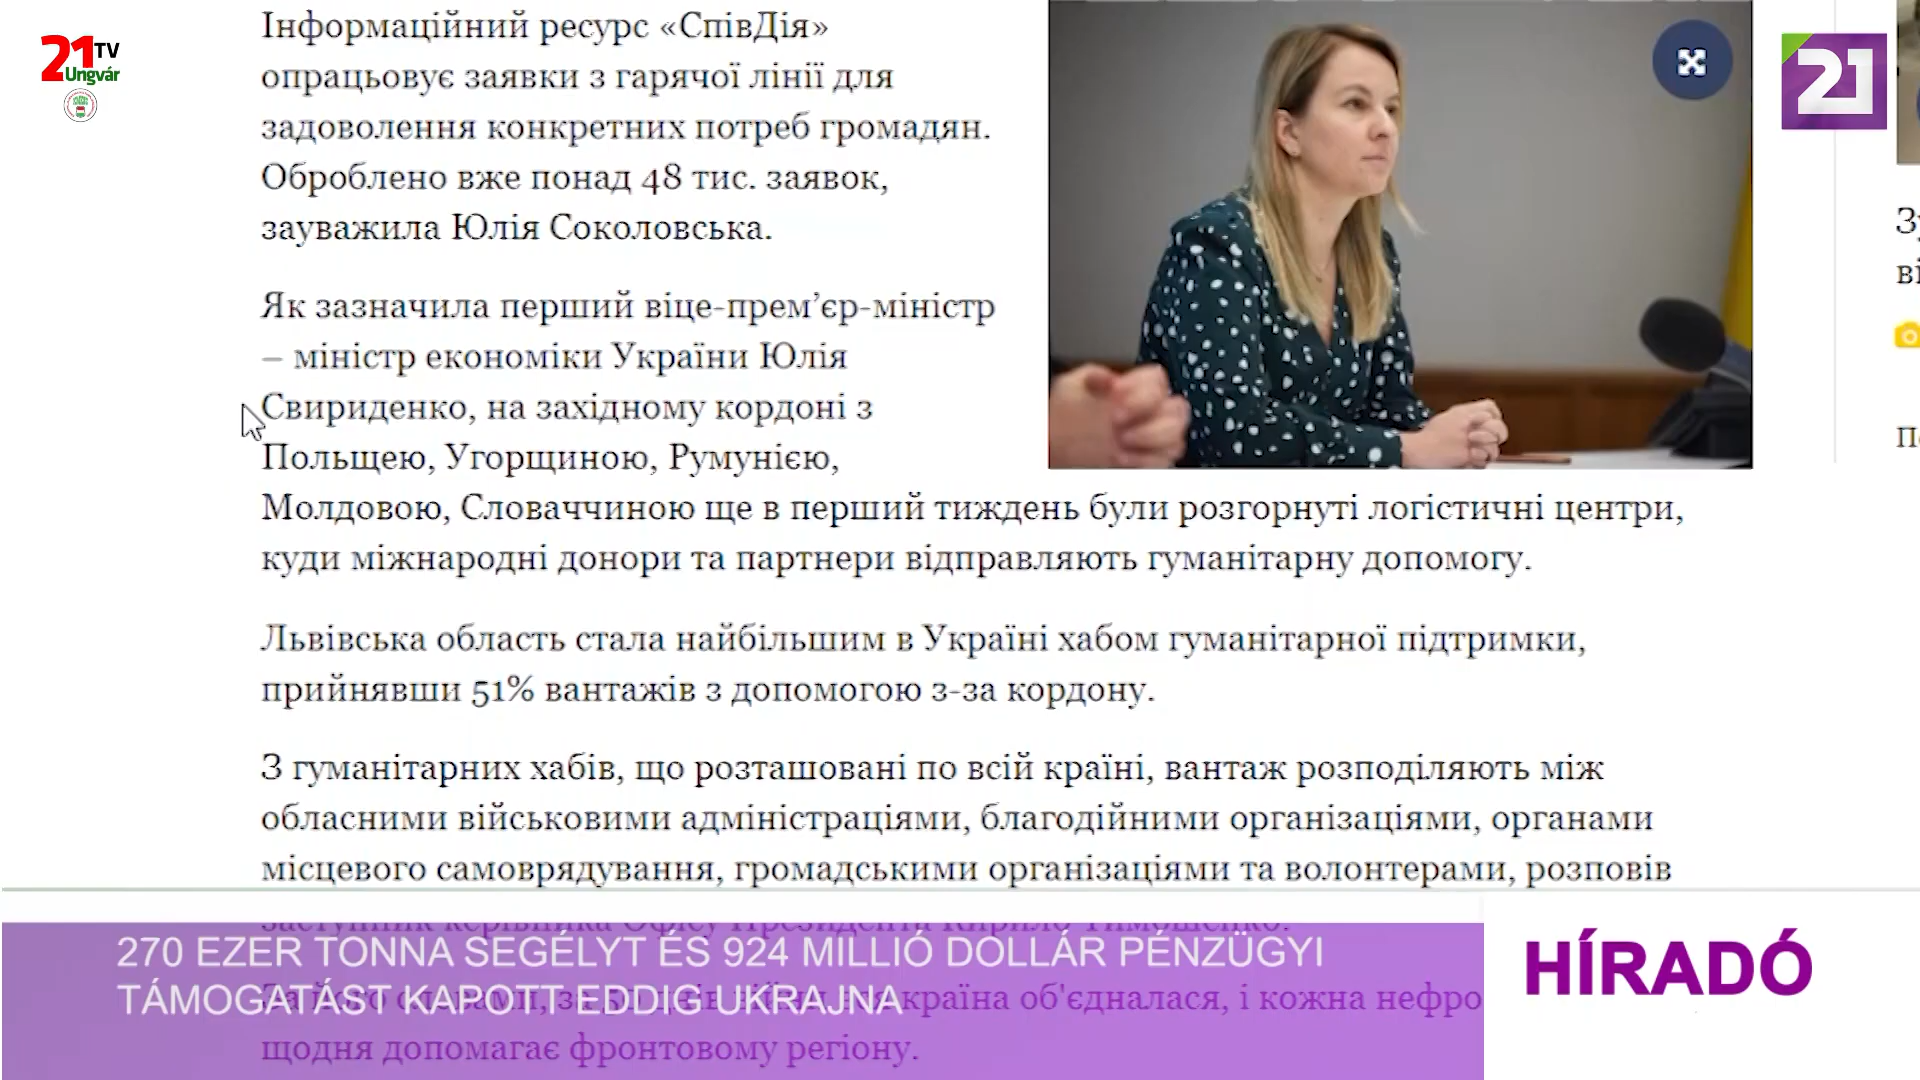 21 TV
Ungvár
21
Інформаційний ресурс «СпівДія»
опрацьовує заявки з гарячої лінії для
задоволення конкретних потреб громадян.
Оброблено вже понад 48 тис. заявок,
зауважила Юлія Соколовська.
Як зазначила перший віце-прем’єр-міністр
– міністр економіки України Юлія
Свириденко, на західному кордоні з
Польщею, Угорщиною, Румунією,
Молдовою, Словаччиною ще в перший тиждень були розгорнуті логістичні центри,
куди міжнародні донори та партнери відправляють гуманітарну допомогу.
Львівська область стала найбільшим в Україні хабом гуманітарної підтримки,
прийнявши 51% вантажів з допомогою з-за кордону.
З гуманітарних хабів, що розташовані по всій країні, вантаж розподіляють між
обласними військовими адміністраціями, благодійними організаціями, органами
місцевого самоврядування, громадськими організаціями та волонтерами, розповів
заступник керівника Офісу Президента Кирило Тимошенко.
країна об'єдналася, і кожна нефро
щодня допомагає фронтовому регіону.
270 EZER TONNA SEGÉLYT ÉS 924 MILLIÓ DOLLÁR PÉNZÜGYI
TÁMOGATÁST KAPOTT EDDIG UKRAJNA
HÍRADÓ